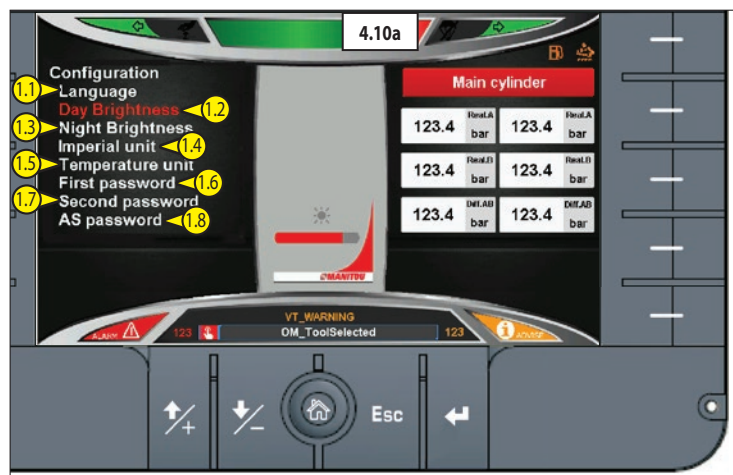 4.10a
Configuration
1.1 Language
Day Brightness 1.2
1.3 Night Brightness
Imperial unit 1.4
1.5 Temperature unit
First password 1.6
1.7 Second password
AS password 1.8
MANITOU
Main cylinder
123.4 Real.A bar 123.4 Real.A bar
123.4 Real.B bar 123.4 Real.B bar
123.4 Diff.AB bar 123.4 Diff.AB bar
VT_WARNING
ALARM 123 OM_ToolSelected 123 ADVISE
+ - Esc